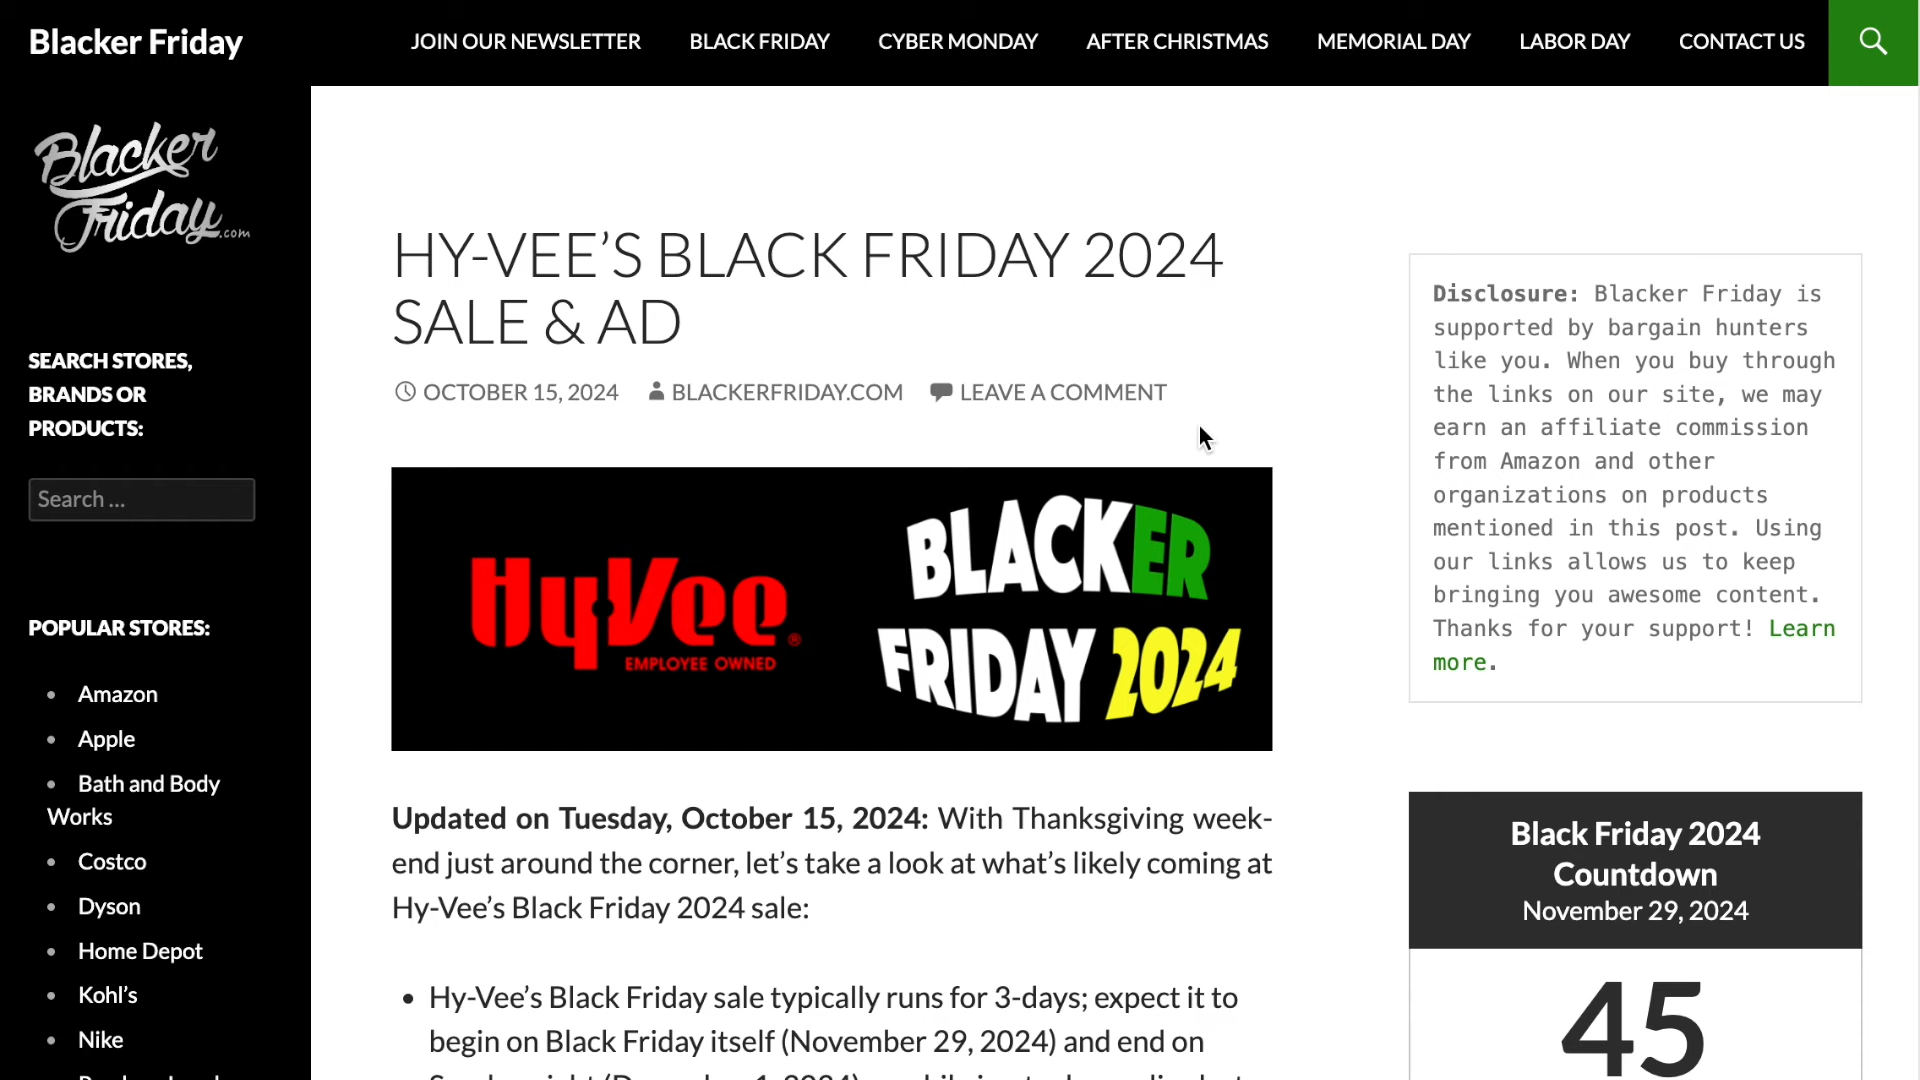 Blacker Friday
JOIN OUR NEWSLETTER
BLACK FRIDAY
CYBER MONDAY
AFTER CHRISTMAS
MEMORIAL DAY
LABOR DAY
CONTACT US
Blacker
Friday.com
SEARCH STORES,
BRANDS OR
PRODUCTS:
Search ...
POPULAR STORES:
Amazon
Apple
Bath and Body
Works
Costco
Dyson
Home Depot
Kohl’s
Nike
HY-VEE’S BLACK FRIDAY 2024
SALE & AD
OCTOBER 15, 2024 BLACKERFRIDAY.COM LEAVE A COMMENT
HyVee®
EMPLOYEE OWNED
BLACKER
FRIDAY 2024
Updated on Tuesday, October 15, 2024: With Thanksgiving week-
end just around the corner, let’s take a look at what’s likely coming at
Hy-Vee’s Black Friday 2024 sale:
• Hy-Vee’s Black Friday sale typically runs for 3-days; expect it to
begin on Black Friday itself (November 29, 2024) and end on
Disclosure: Blacker Friday is
supported by bargain hunters
like you. When you buy through
the links on our site, we may
earn an affiliate commission
from Amazon and other
organizations on products
mentioned in this post. Using
our links allows us to keep
bringing you awesome content.
Thanks for your support! Learn
more.
Black Friday 2024
Countdown
November 29, 2024
45